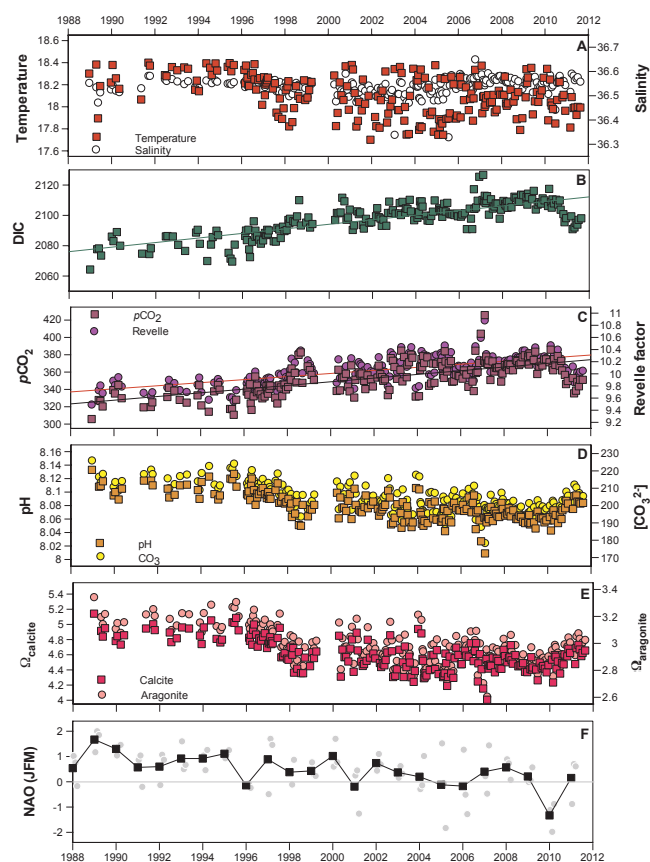 1988 1990 1992 1994 1996 1998 2000 2002 2004 2006 2008 2010 2012
A
Temperature
18.6
18.4
18.2
18
17.8
17.6
36.7
36.6
36.5
36.4
36.3
Salinity
Temperature
Salinity
B
DIC
2120
2100
2080
2060
C
pCO₂
Revelle
pCO₂
420
400
380
360
340
320
300
11
10.8
10.6
10.4
10.2
10
9.8
9.6
9.4
9.2
Revelle factor
D
pH
8.16
8.14
8.12
8.1
8.08
8.06
8.04
8.02
8
230
220
210
200
190
180
170
[CO₃²⁻]
pH
CO₃
E
Ωcalcite
5.4
5.2
5
4.8
4.6
4.4
4.2
4
3.4
3.2
3
2.8
2.6
Ωaragonite
Calcite
Aragonite
F
NAO (JFM)
2
1
0
-1
-2
1988 1990 1992 1994 1996 1998 2000 2002 2004 2006 2008 2010 2012